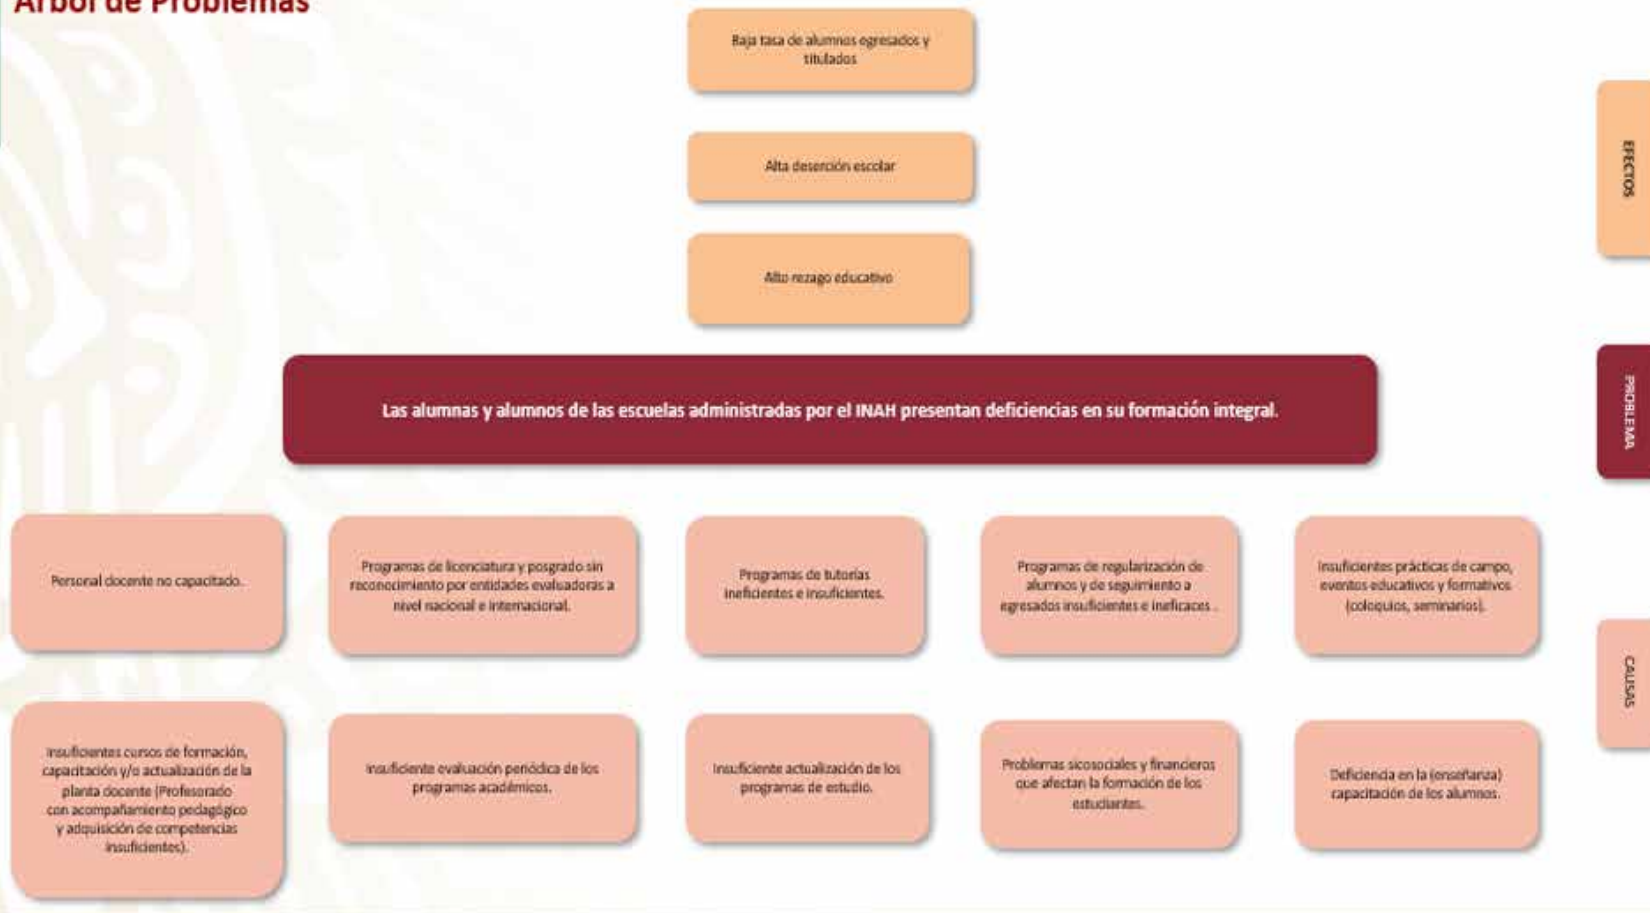 Árbol de Problemas
Baja tasa de alumnos egresados y
titulados
Alta deserción escolar
Alto rezago educativo
EFECTOS
Las alumnas y alumnos de las escuelas administradas por el INAH presentan deficiencias en su formación integral.
PROBLEMA
Personal docente no capacitado.
Programas de licenciatura y posgrado sin
reconocimiento por entidades evaluadoras a
nivel nacional e internacional.
Programas de tutorías
ineficientes e insuficientes.
Programas de regularización de
alumnos y de seguimiento a
egresados insuficientes e ineficaces .
Insuficientes prácticas de campo,
eventos educativos y formativos
(coloquios, seminarios).
CAUSAS
Insuficientes cursos de formación,
capacitación y/o actualización de la
planta docente (Profesorado
con acompañamiento pedagógico
y adquisición de competencias
insuficientes).
Insuficiente evaluación periódica de los
programas académicos.
Insuficiente actualización de los
programas de estudio.
Problemas sicosociales y financieros
que afectan la formación de los
estudiantes.
Deficiencia en la (enseñanza)
capacitación de los alumnos.